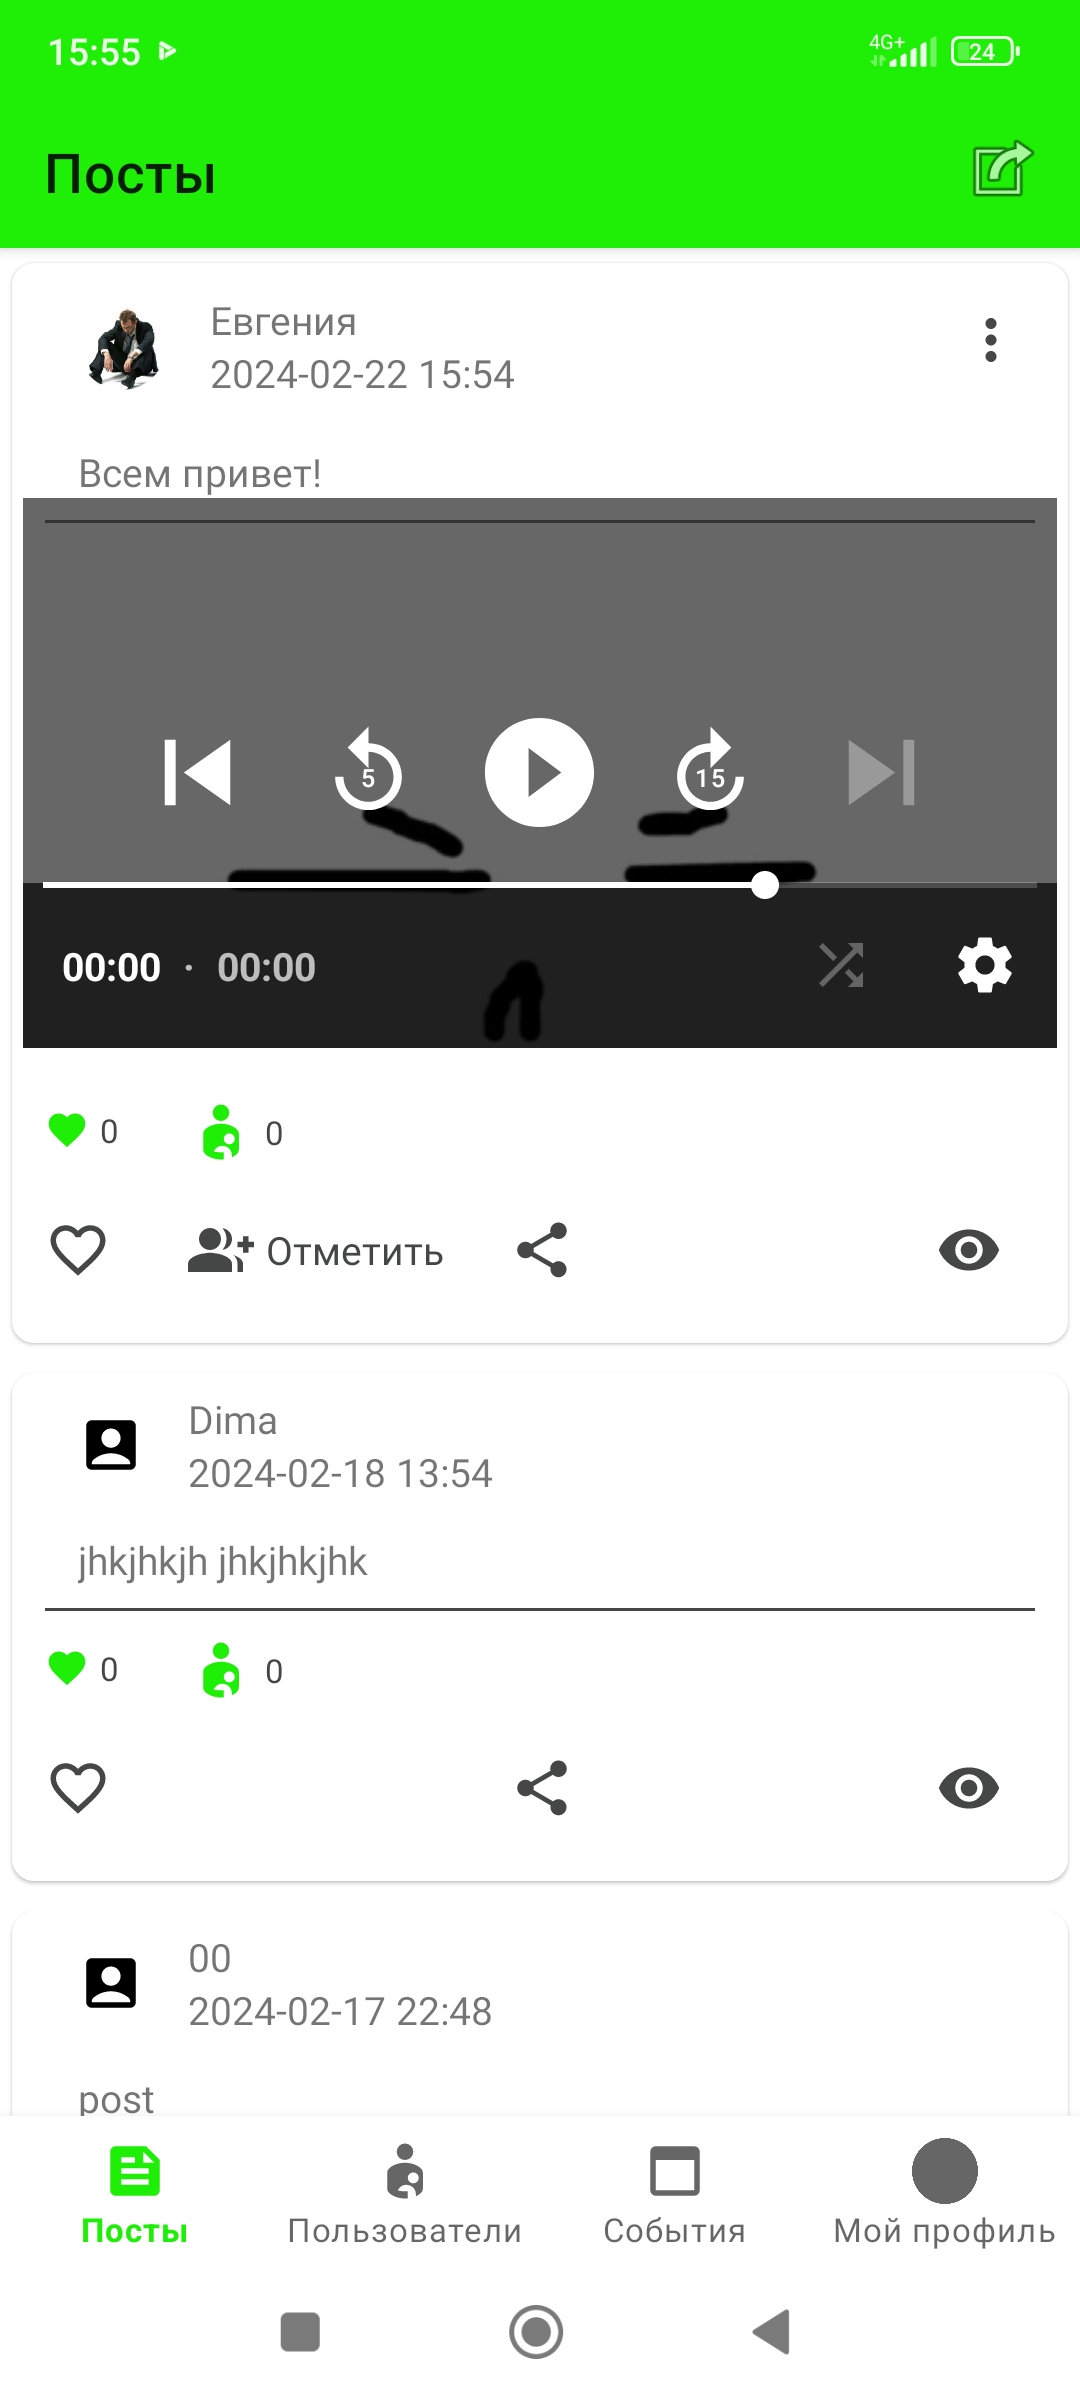 15:55
4G+
24
Посты
Евгения
2024-02-22 15:54
Всем привет!
5
15
00:00 · 00:00
0
0
Отметить
Dima
2024-02-18 13:54
jhkjhkjh jhkjhkjhk
0
0
00
2024-02-17 22:48
post
Посты
Пользователи
События
Мой профиль